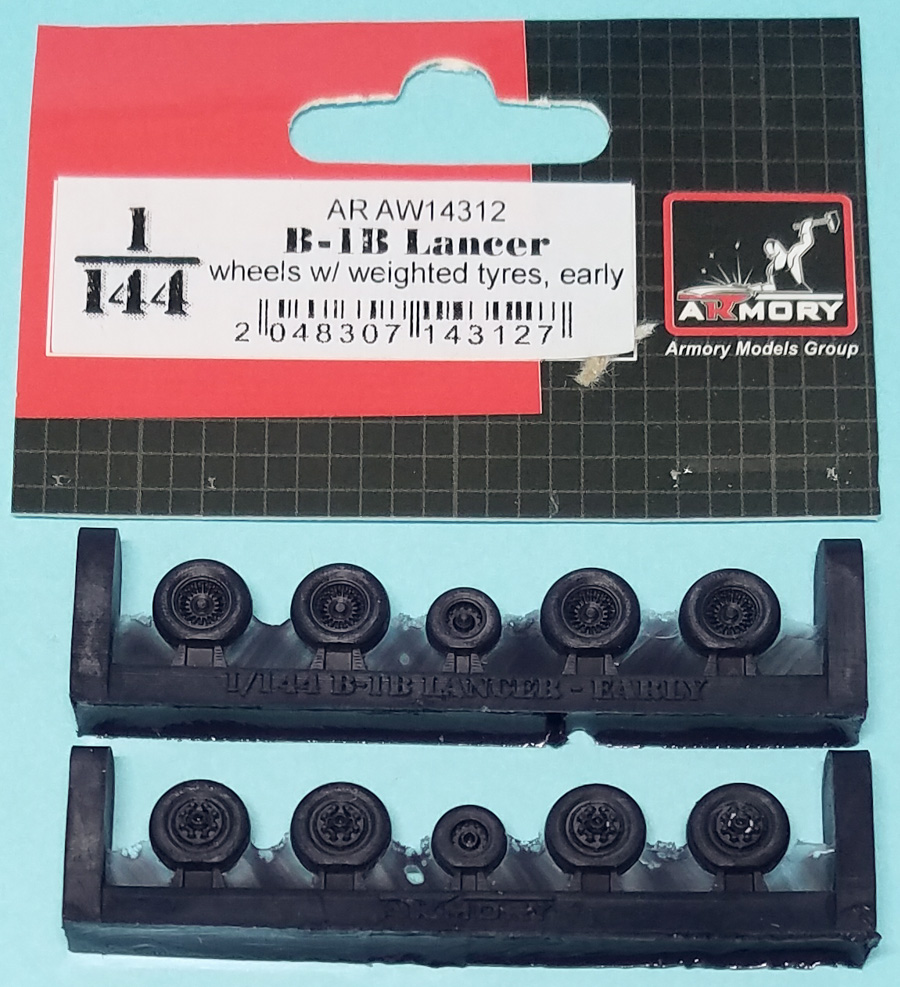 1
144
AR AW14312
B-1B Lancer
wheels w/ weighted tyres, early
2 048307 143127
ARMORY
Armory Models Group
1/144 B-1B LANCER - EARLY
ARMORY